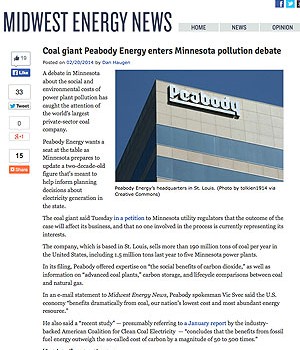 MIDWEST ENERGY NEWS
HOME
NEWS
OPINION
19
Like
33
Tweet
0
15
Share
Coal giant Peabody Energy enters Minnesota pollution debate
Posted on 02/20/2014 by Dan Haugen
A debate in Minnesota
about the social and
environmental costs of
power plant pollution has
caught the attention of
the world's largest
private-sector coal
company.
Peabody Energy wants a
seat at the table as
Minnesota prepares to
update a two-decade-old
figure that's meant to
help inform planning
decisions about
electricity generation in
the state.
Peabody
Peabody Energy's headquarters in St. Louis. (Photo by tolkien1914 via
Creative Commons)
The coal giant said Tuesday in a petition to Minnesota utility regulators that the outcome of the
case will affect its business, and that no one involved in the process is currently representing its
interests.
The company, which is based in St. Louis, sells more than 190 million tons of coal per year in
the United States, including 1.5 million tons last year to five Minnesota power plants.
In its filing, Peabody offered expertise on "the social benefits of carbon dioxide," as well as
information on "advanced coal plants," carbon storage, and lifecycle comparisons between coal
and natural gas.
In an e-mail statement to Midwest Energy News, Peabody spokesman Vic Svec said the U.S. economy
"benefits dramatically from coal, our nation's lowest cost and most abundant energy
resource."
He also said a "recent study" — presumably referring to a January report by the industry-
backed American Coalition for Clean Coal Electricity — "concludes that the benefits from fossil
fuel energy outweigh the so-called cost of carbon by a magnitude of 50 to 500 times."